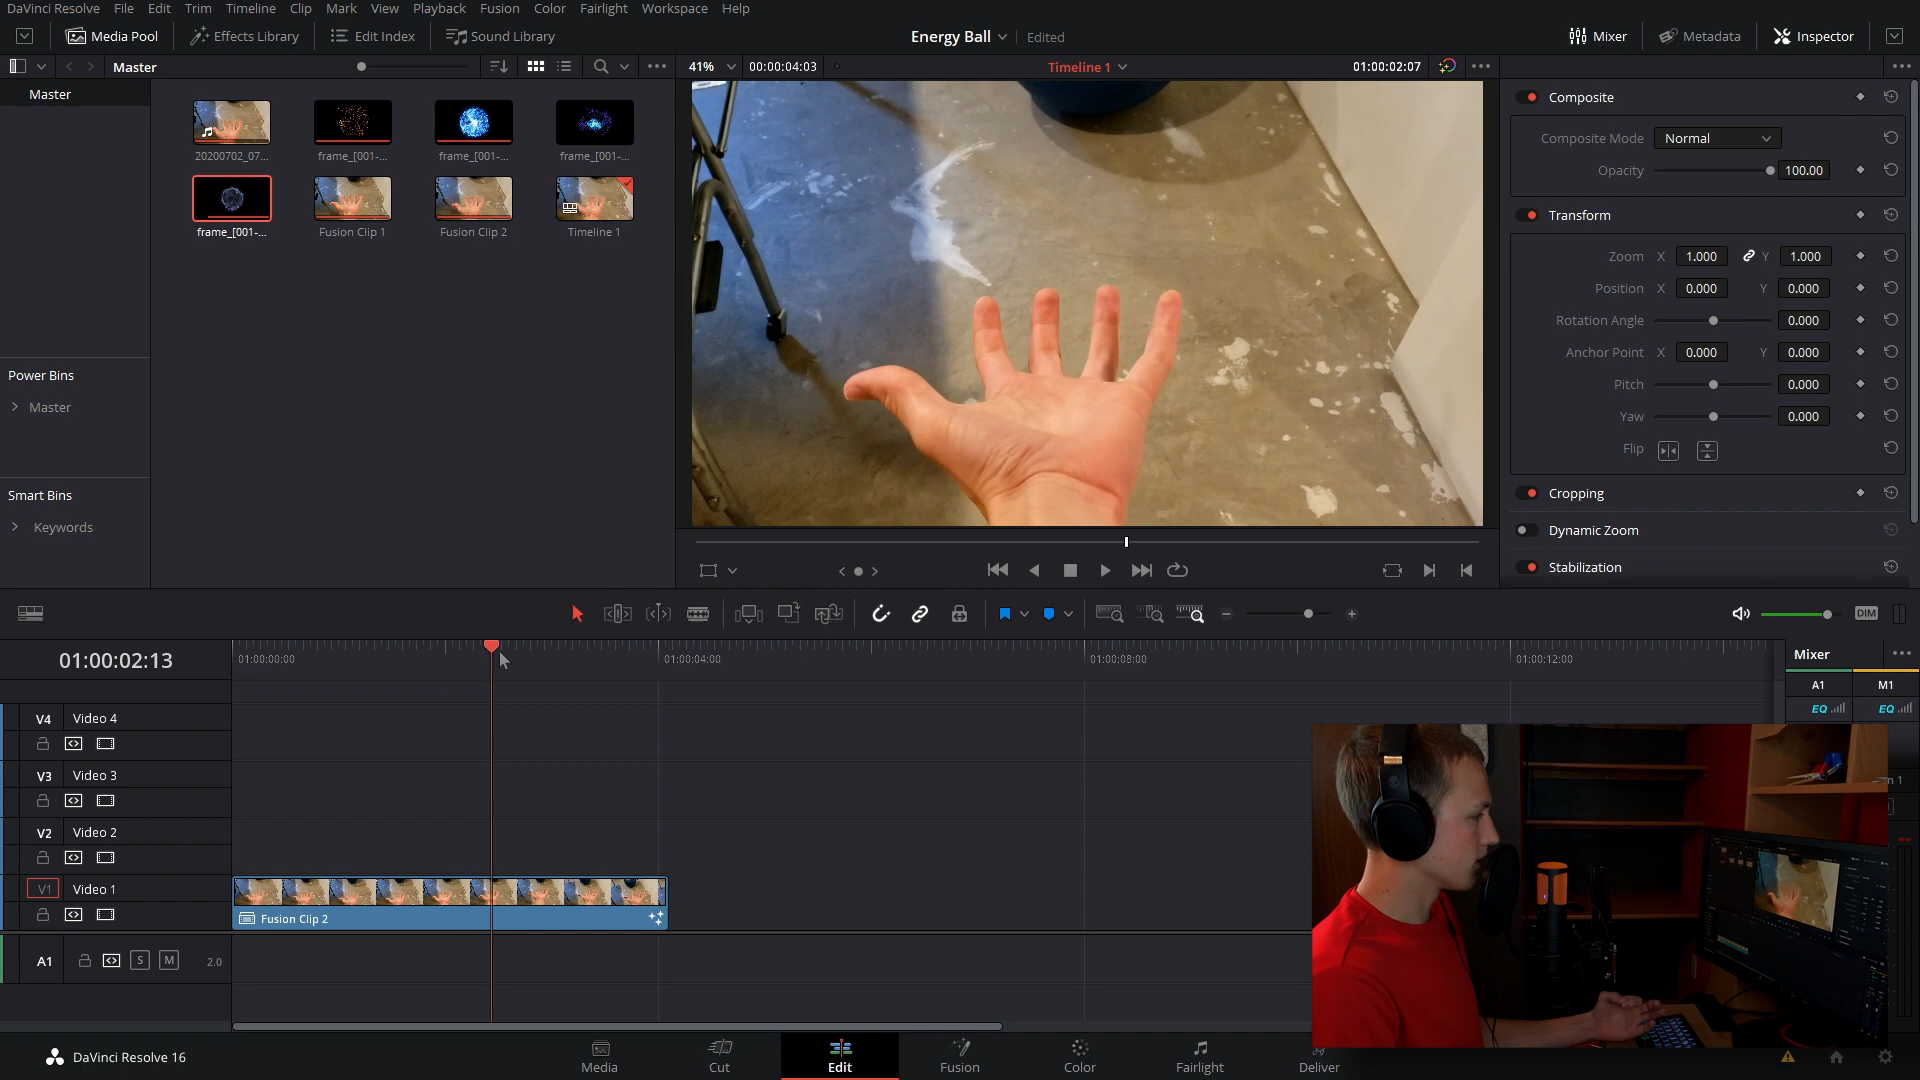 DaVinci Resolve File Edit Trim Timeline Clip Mark View Playback Fusion Color Fairlight Workspace Help
Media Pool Effects Library Edit Index Sound Library Energy Ball Edited Mixer Metadata Inspector
Master 41% 00:00:04:03 Timeline 1 01:00:02:07
Master
20200702_07... frame_[001-... frame_[001-... frame_[001-...
frame_[001-... Fusion Clip 1 Fusion Clip 2 Timeline 1
Power Bins
Master
Smart Bins
Keywords
Composite
Composite Mode Normal
Opacity 100.00
Transform
Zoom X 1.000 Y 1.000
Position X 0.000 Y 0.000
Rotation Angle 0.000
Anchor Point X 0.000 Y 0.000
Pitch 0.000
Yaw 0.000
Flip
Cropping
Dynamic Zoom
Stabilization
DIM
01:00:02:13 01:00:00:00 01:00:04:00 01:00:08:00 01:00:12:00
Mixer
A1 M1
EQ EQ
V4 Video 4
V3 Video 3
V2 Video 2
V1 Video 1
Fusion Clip 2
A1 S M 2.0
DaVinci Resolve 16
Media Cut Edit Fusion Color Fairlight Deliver